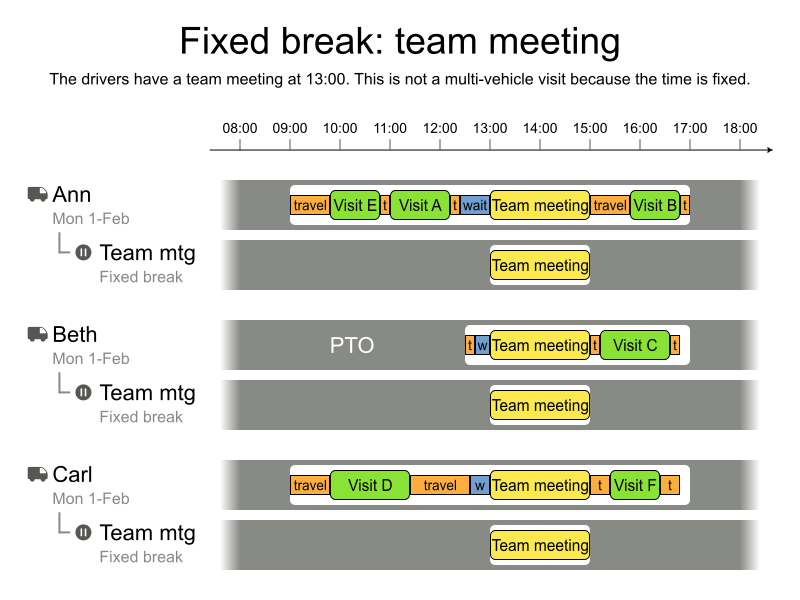 Fixed break: team meeting
The drivers have a team meeting at 13:00. This is not a multi-vehicle visit because the time is fixed.
08:00 09:00 10:00 11:00 12:00 13:00 14:00 15:00 16:00 17:00 18:00
Ann
Mon 1-Feb
travel Visit E t Visit A t wait Team meeting travel Visit B t
Team mtg
Fixed break
Team meeting
Beth
Mon 1-Feb
PTO t w Team meeting t Visit C t
Team mtg
Fixed break
Team meeting
Carl
Mon 1-Feb
travel Visit D travel w Team meeting t Visit F t
Team mtg
Fixed break
Team meeting